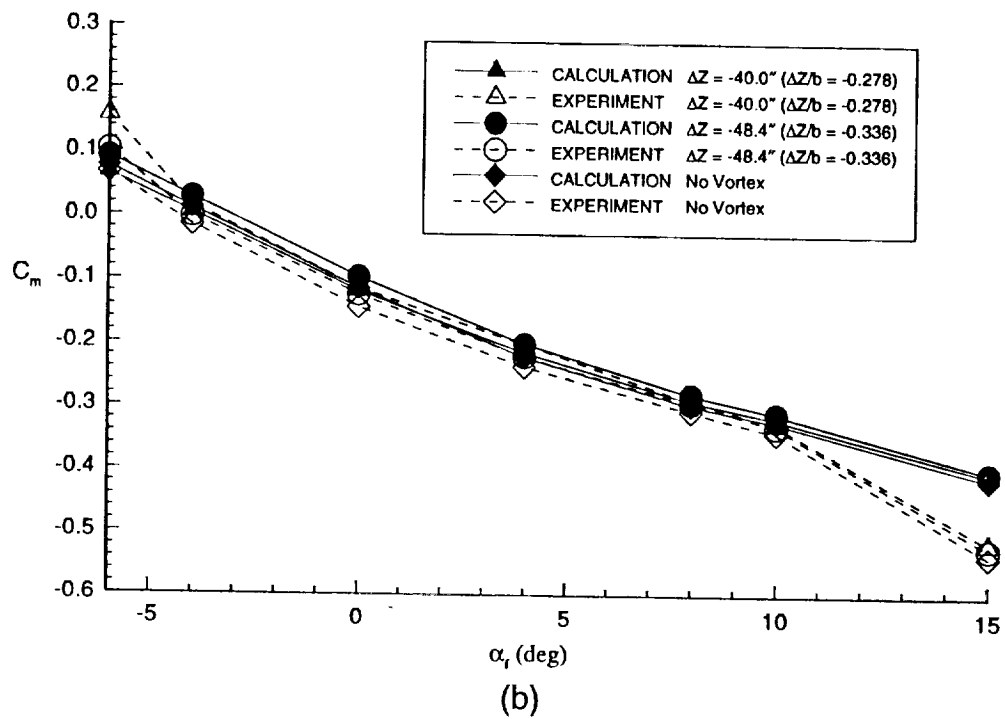 0.3
0.2
0.1
0.0
-0.1
-0.2
-0.3
-0.4
-0.5
-0.6
C_m
CALCULATION ΔZ = -40.0" (ΔZ/b = -0.278)
EXPERIMENT ΔZ = -40.0" (ΔZ/b = -0.278)
CALCULATION ΔZ = -48.4" (ΔZ/b = -0.336)
EXPERIMENT ΔZ = -48.4" (ΔZ/b = -0.336)
CALCULATION No Vortex
EXPERIMENT No Vortex
-5 0 5 10 15
α_f (deg)
(b)